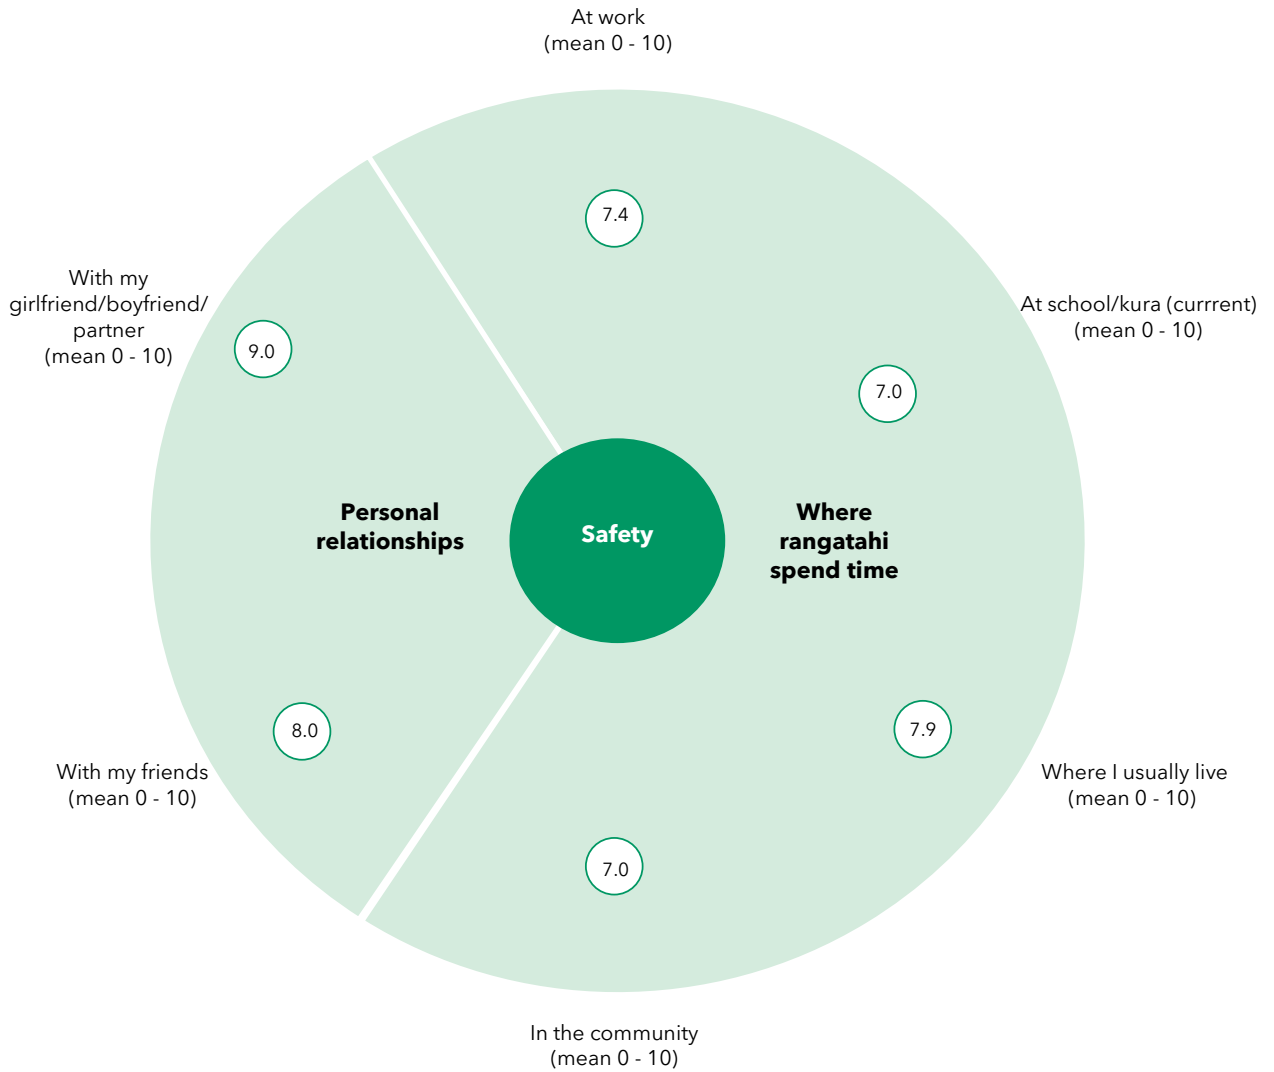 At work
(mean 0 - 10)
7.4
With my
girlfriend/boyfriend/
partner
(mean 0 - 10)
9.0
At school/kura (currrent)
(mean 0 - 10)
7.0
Personal
relationships
Safety
Where
rangatahi
spend time
8.0
7.9
With my friends
(mean 0 - 10)
Where I usually live
(mean 0 - 10)
7.0
In the community
(mean 0 - 10)